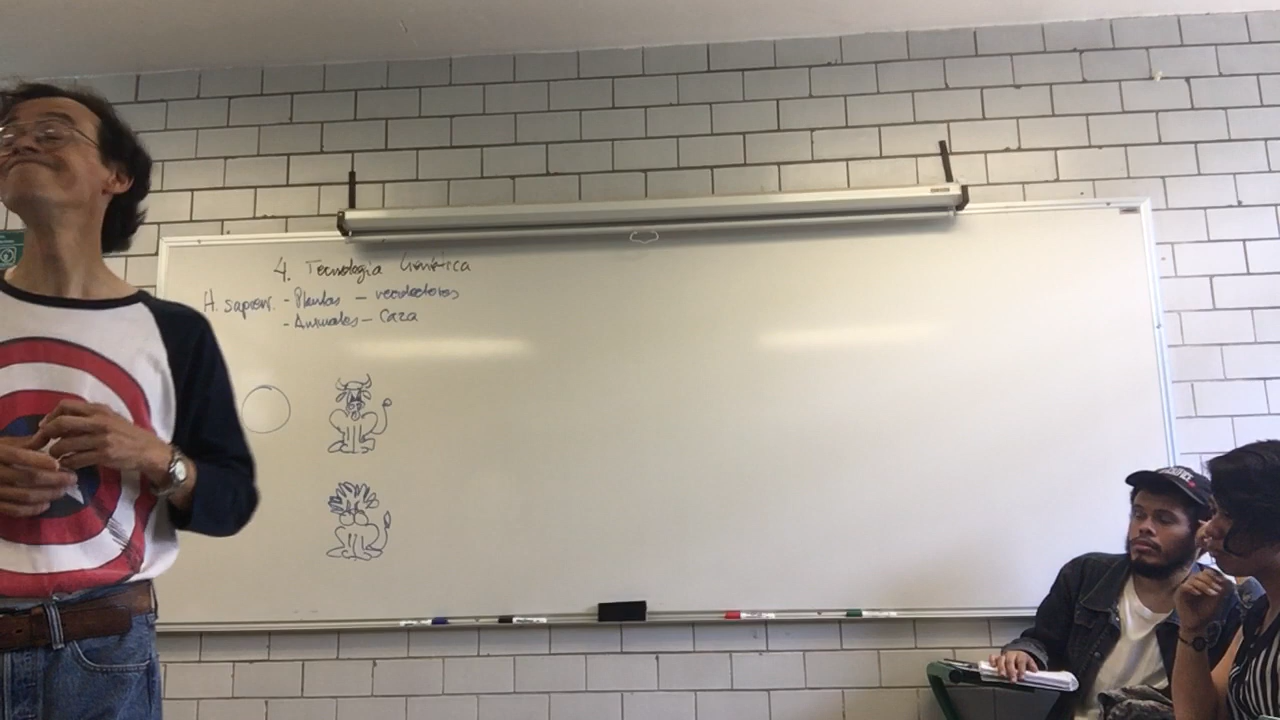 4. Tecnología Genética
H. sapiens. - Plantas - recolectores
- Animales - Caza